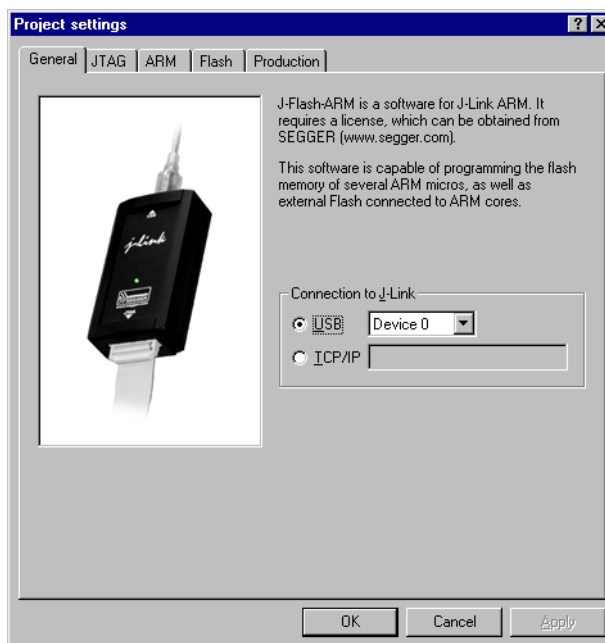 Project settings
General JTAG ARM Flash Production
J-Flash-ARM is a software for J-Link ARM. It
requires a license, which can be obtained from
SEGGER (www.segger.com).
This software is capable of programming the flash
memory of several ARM micros, as well as
external Flash connected to ARM cores.
j-link
Connection to J-Link
USB Device 0
TCP/IP
OK Cancel Apply